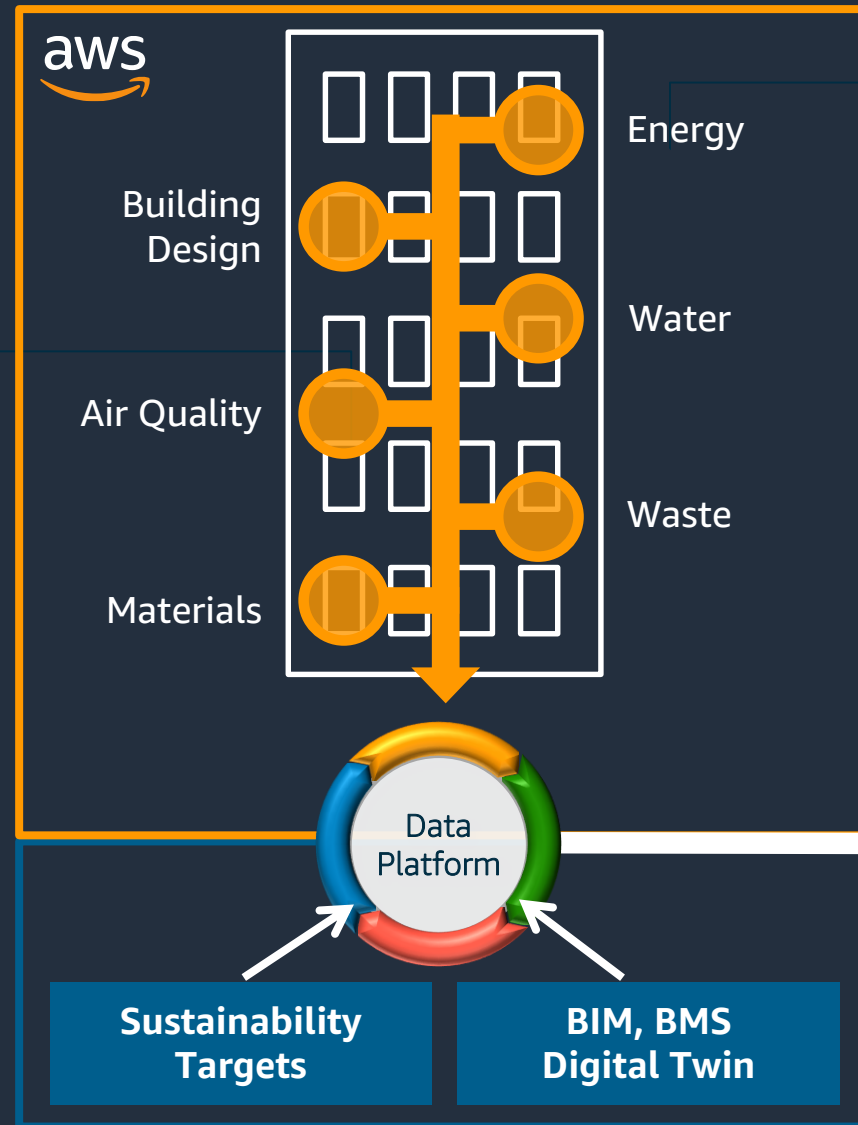 aws
Energy
Building
Design
Water
Air Quality
Waste
Materials
Data
Platform
Sustainability
Targets
BIM, BMS
Digital Twin